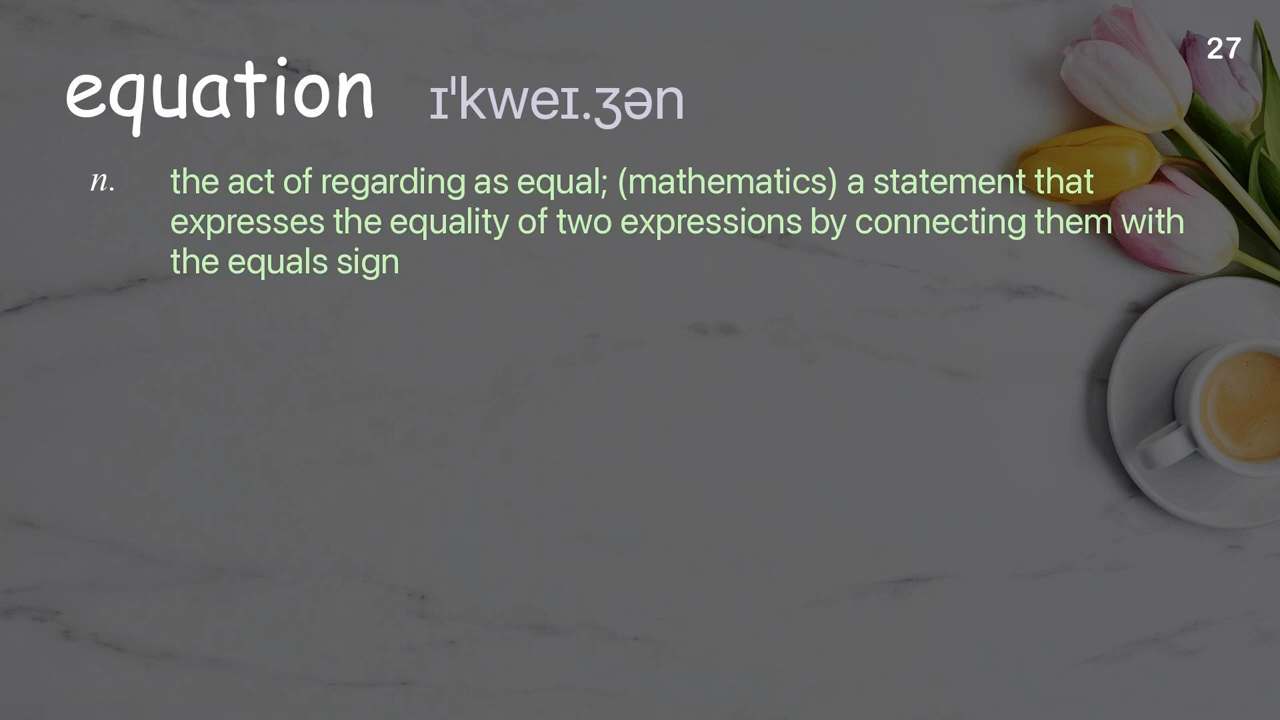 27
equation ɪˈkweɪ.ʒən
n. the act of regarding as equal; (mathematics) a statement that
expresses the equality of two expressions by connecting them with
the equals sign